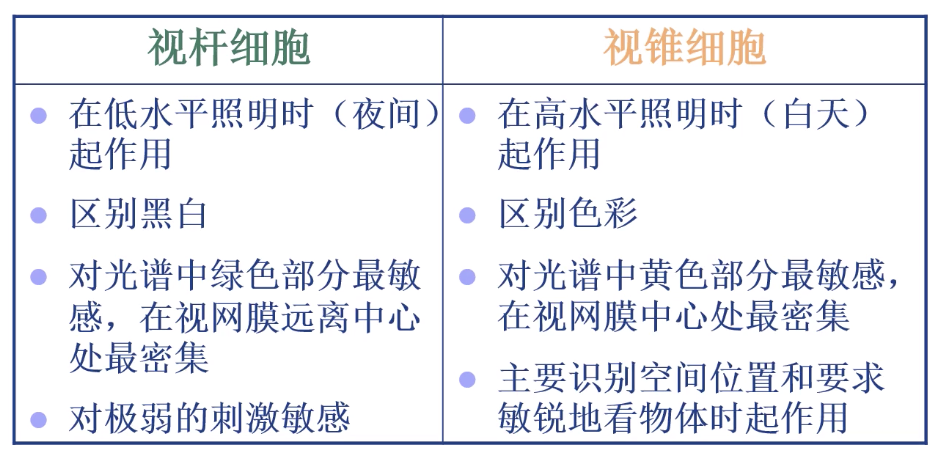 视杆细胞
在低水平照明时（夜间）
起作用
区别黑白
对光谱中绿色部分最敏
感，在视网膜远离中心
处最密集
对极弱的刺激敏感
视锥细胞
在高水平照明时（白天）
起作用
区别色彩
对光谱中黄色部分最敏感，
在视网膜中心处最密集
主要识别空间位置和要求
敏锐地看物体时起作用